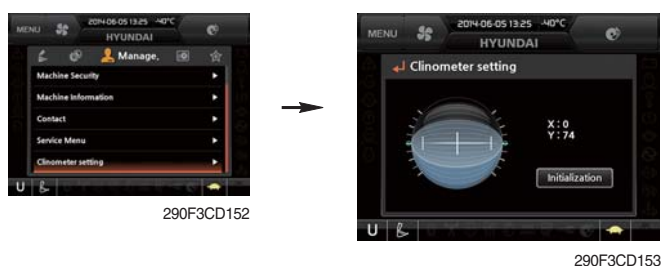 MENU
2014-06-05 13:25 -40°C
HYUNDAI
Manage.
Machine Security
Machine Information
Contact
Service Menu
Clinometer setting
U
290F3CD152
MENU
2014-06-05 13:25 -40°C
HYUNDAI
Clinometer setting
X : 0
Y : 74
Initialization
U
290F3CD153